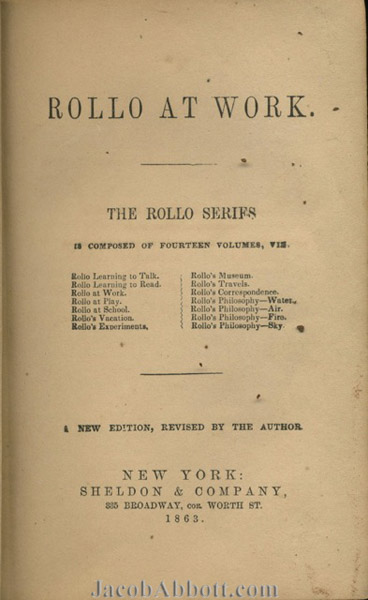 ROLLO AT WORK.
THE ROLLO SERIES
IS COMPOSED OF FOURTEEN VOLUMES, VIZ.
Rollo Learning to Talk.
Rollo Learning to Read.
Rollo at Work.
Rollo at Play.
Rollo at School.
Rollo's Vacation.
Rollo's Experiments.
Rollo's Museum.
Rollo's Travels.
Rollo's Correspondence.
Rollo's Philosophy—Water.
Rollo's Philosophy—Air.
Rollo's Philosophy—Fire.
Rollo's Philosophy—Sky.
A NEW EDITION, REVISED BY THE AUTHOR
NEW YORK:
SHELDON & COMPANY,
335 BROADWAY, COR. WORTH ST.
1863.
JacobAbbott.com